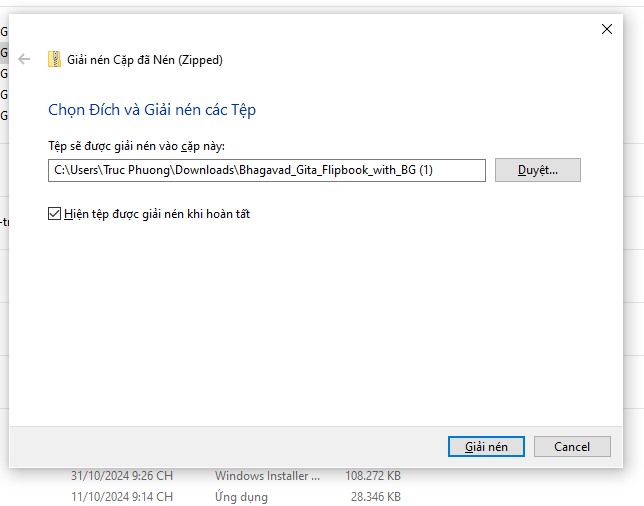 G
G
G
G
G
Giải nén Cặp đã Nén (Zipped)
Chọn Đích và Giải nén các Tệp
Tệp sẽ được giải nén vào cặp này:
C:\Users\Truc Phuong\Downloads\Bhagavad_Gita_Flipbook_with_BG (1)
Duyệt...
Hiện tệp được giải nén khi hoàn tất
-tr
Giải nén
Cancel
31/10/2024 9:26 CH Windows Installer ... 108.272 KB
11/10/2024 9:14 CH Ứng dụng 28.346 KB